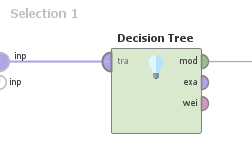 Selection 1
Decision Tree
inp
tra
mod
inp
exa
wei